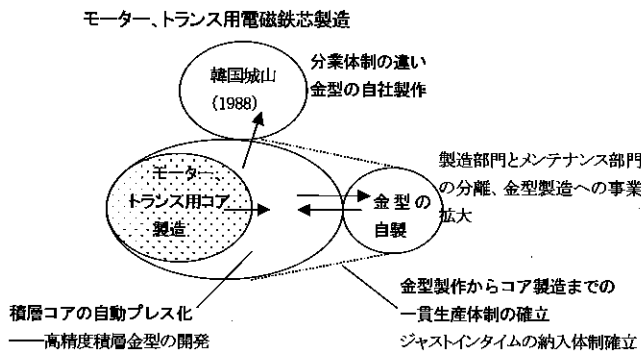 モーター、トランス用電磁鉄芯製造
韓国城山
(1988)
分業体制の違い
金型の自社製作
モーター、
トランス用コア
製造
金型の
自製
製造部門とメンテナンス部門
の分離、金型製造への事業
拡大
積層コアの自動プレス化
――高精度積層金型の開発
金型製作からコア製造までの
一貫生産体制の確立
ジャストインタイムの納入体制確立